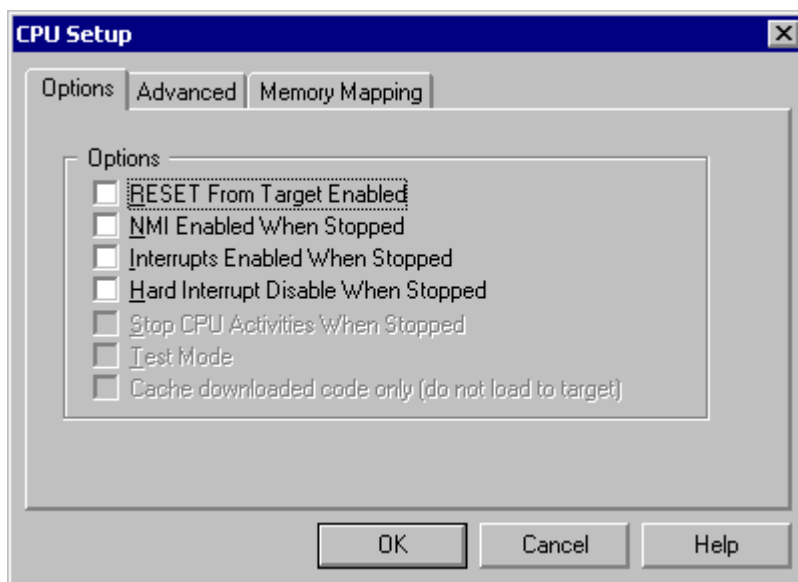 CPU Setup
Options
Advanced
Memory Mapping
Options
RESET From Target Enabled
NMI Enabled When Stopped
Interrupts Enabled When Stopped
Hard Interrupt Disable When Stopped
Stop CPU Activities When Stopped
Test Mode
Cache downloaded code only (do not load to target)
OK
Cancel
Help